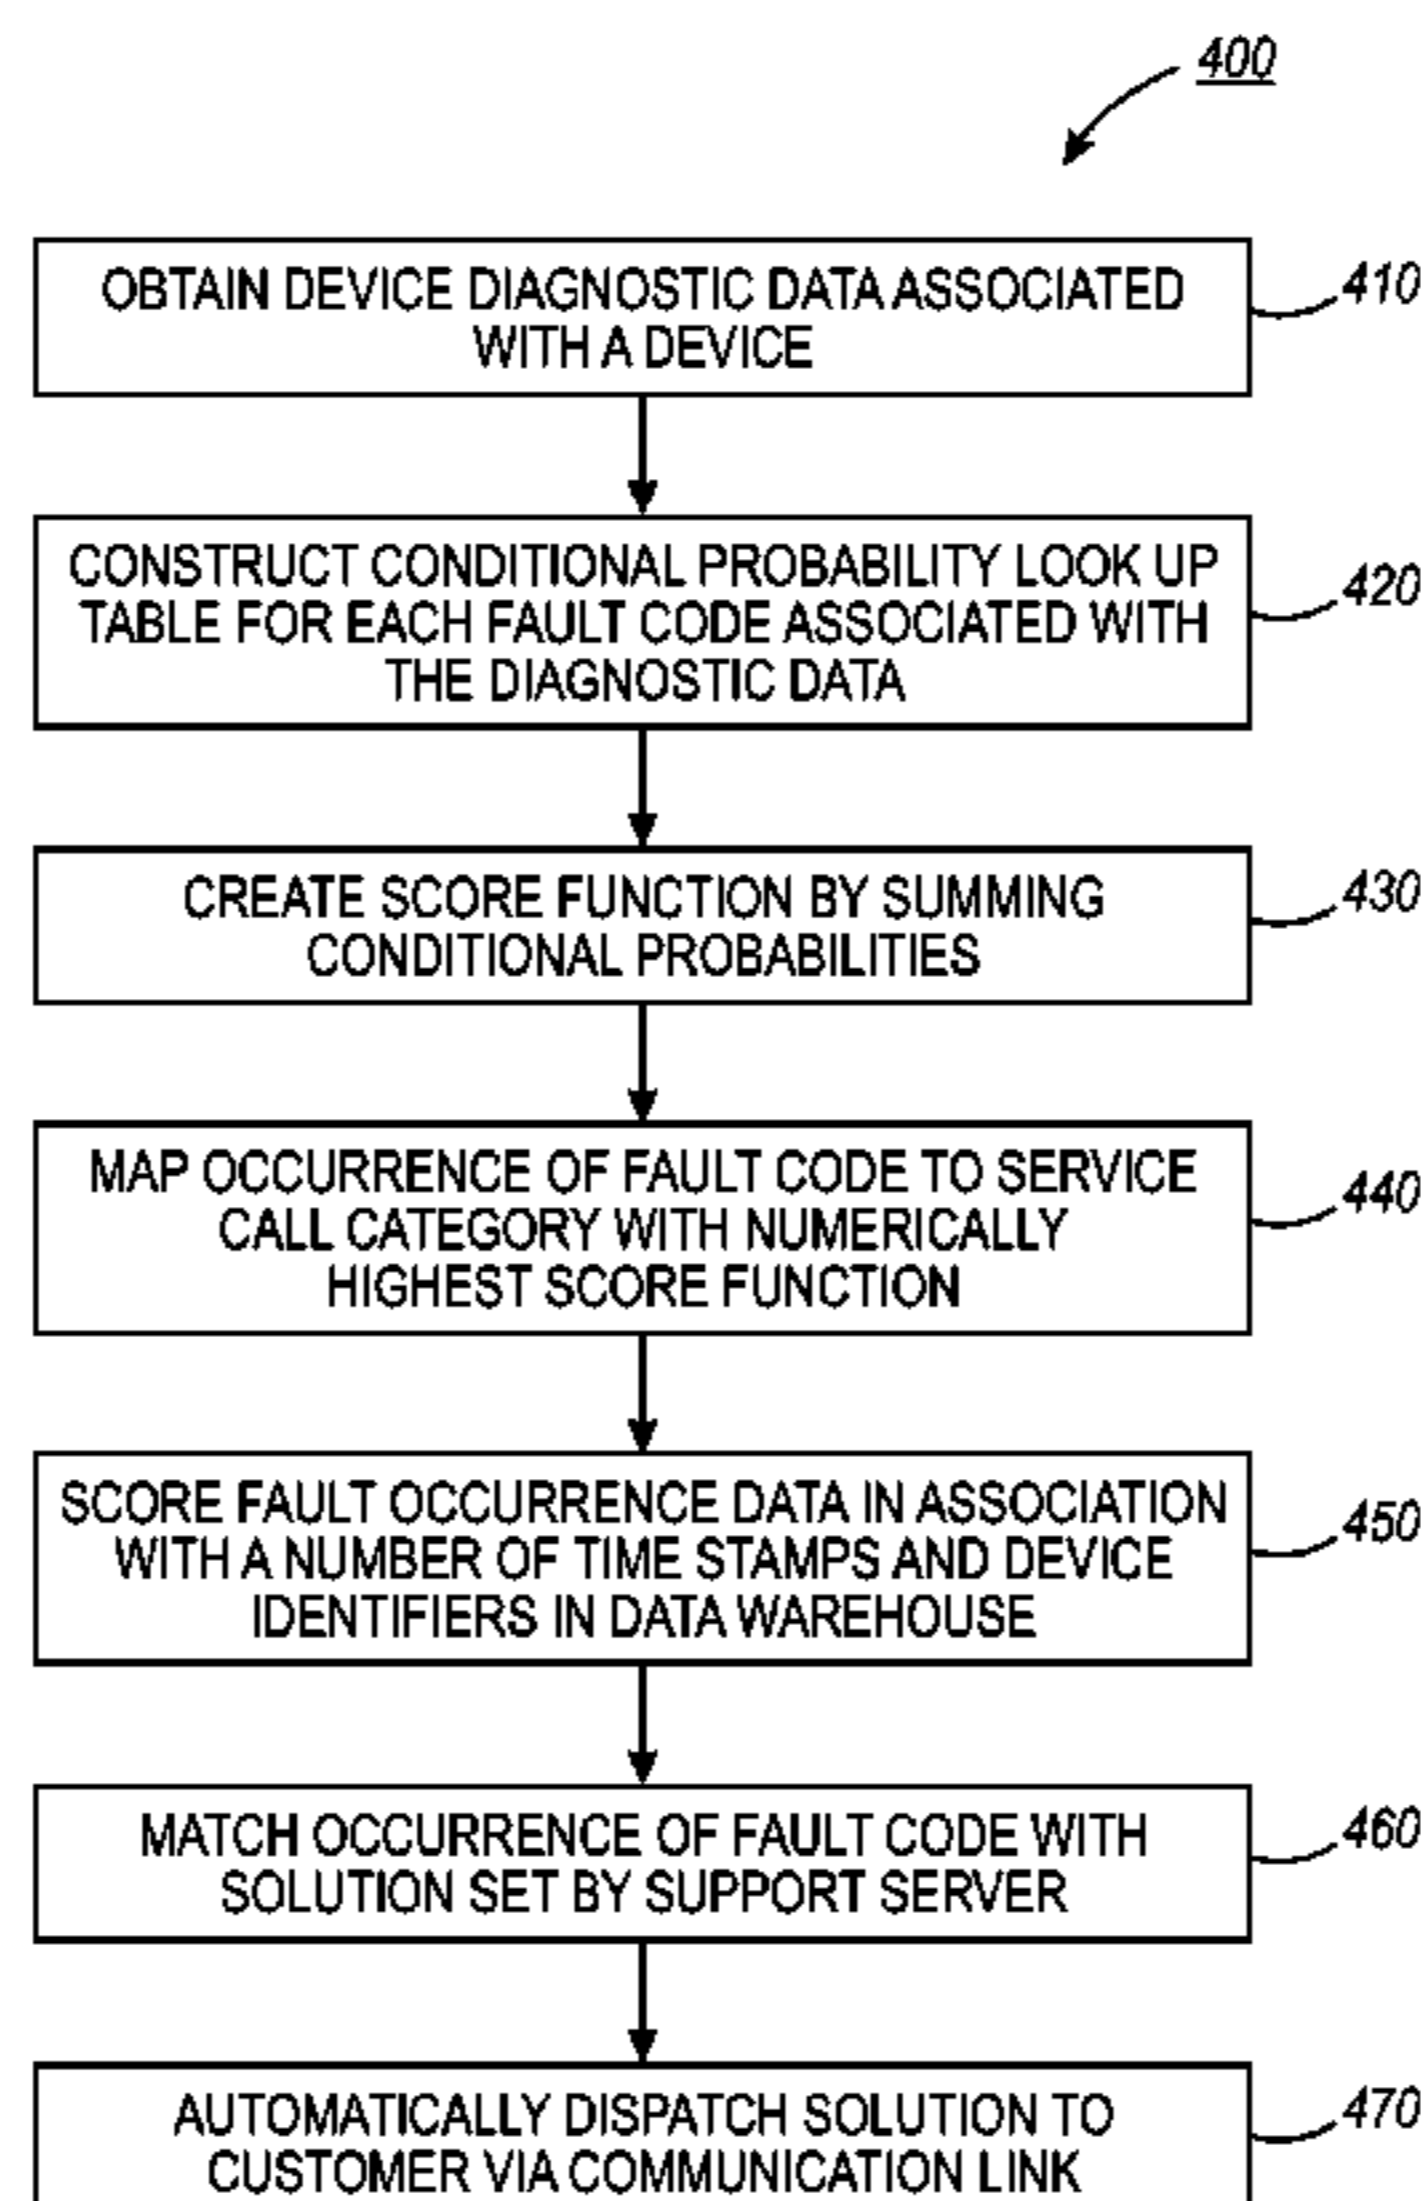 400
OBTAIN DEVICE DIAGNOSTIC DATA ASSOCIATED
WITH A DEVICE
410
CONSTRUCT CONDITIONAL PROBABILITY LOOK UP
TABLE FOR EACH FAULT CODE ASSOCIATED WITH
THE DIAGNOSTIC DATA
420
CREATE SCORE FUNCTION BY SUMMING
CONDITIONAL PROBABILITIES
430
MAP OCCURRENCE OF FAULT CODE TO SERVICE
CALL CATEGORY WITH NUMERICALLY
HIGHEST SCORE FUNCTION
440
SCORE FAULT OCCURRENCE DATA IN ASSOCIATION
WITH A NUMBER OF TIME STAMPS AND DEVICE
IDENTIFIERS IN DATA WAREHOUSE
450
MATCH OCCURRENCE OF FAULT CODE WITH
SOLUTION SET BY SUPPORT SERVER
460
AUTOMATICALLY DISPATCH SOLUTION TO
CUSTOMER VIA COMMUNICATION LINK
470